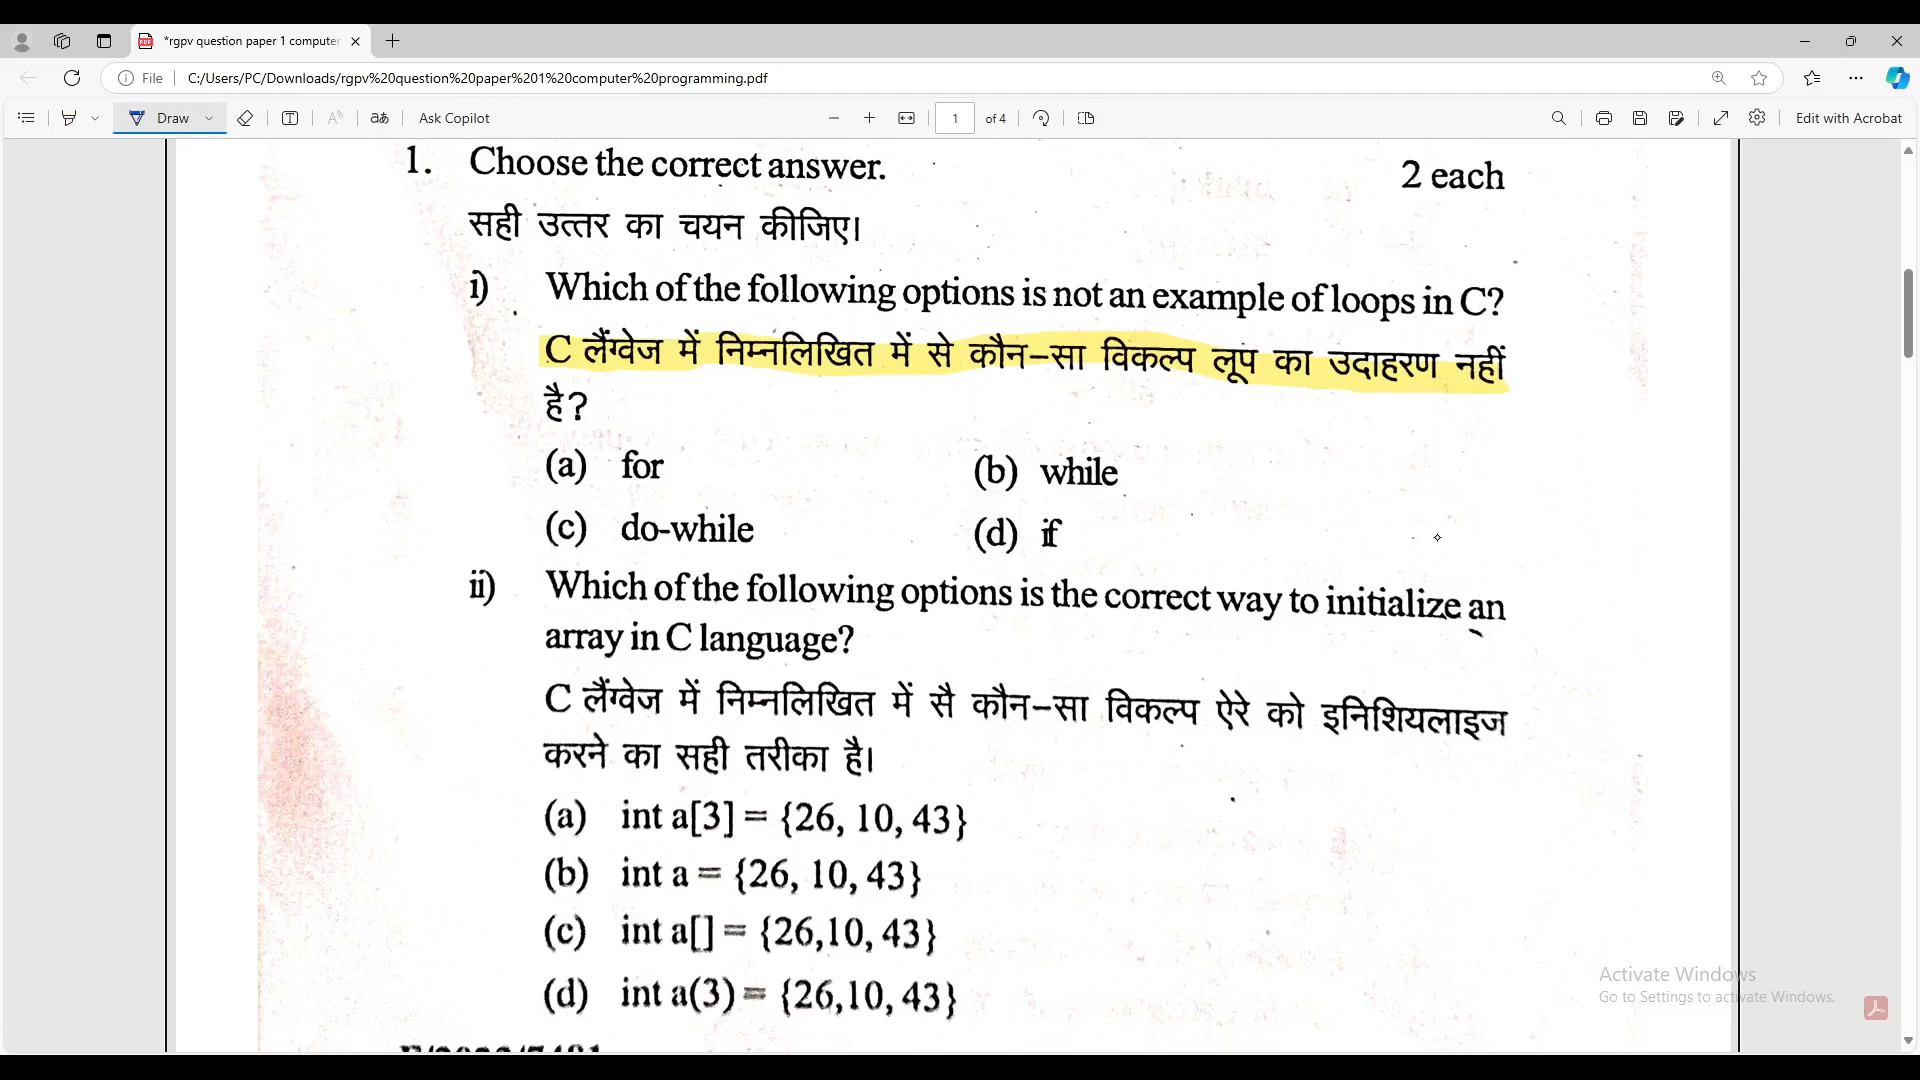 *rgpv question paper 1 computer
File
C:/Users/PC/Downloads/rgpv%20question%20paper%201%20computer%20programming.pdf
Draw
Ask Copilot
1
of 4
Edit with Acrobat
1. Choose the correct answer. 2 each
सही उत्तर का चयन कीजिए।
i) Which of the following options is not an example of loops in C?
C लैंग्वेज में निम्नलिखित में से कौन-सा विकल्प लूप का उदाहरण नहीं
है?
(a) for (b) while
(c) do-while (d) if
ii) Which of the following options is the correct way to initialize an
array in C language?
C लैंग्वेज में निम्नलिखित में सै कौन-सा विकल्प ऐरे को इनिशियलाइज
करने का सही तरीका है।
(a) int a[3] = {26, 10, 43}
(b) int a = {26, 10, 43}
(c) int a[] = {26,10, 43}
(d) int a(3) = {26,10, 43}
Activate Windows
Go to Settings to activate Windows.